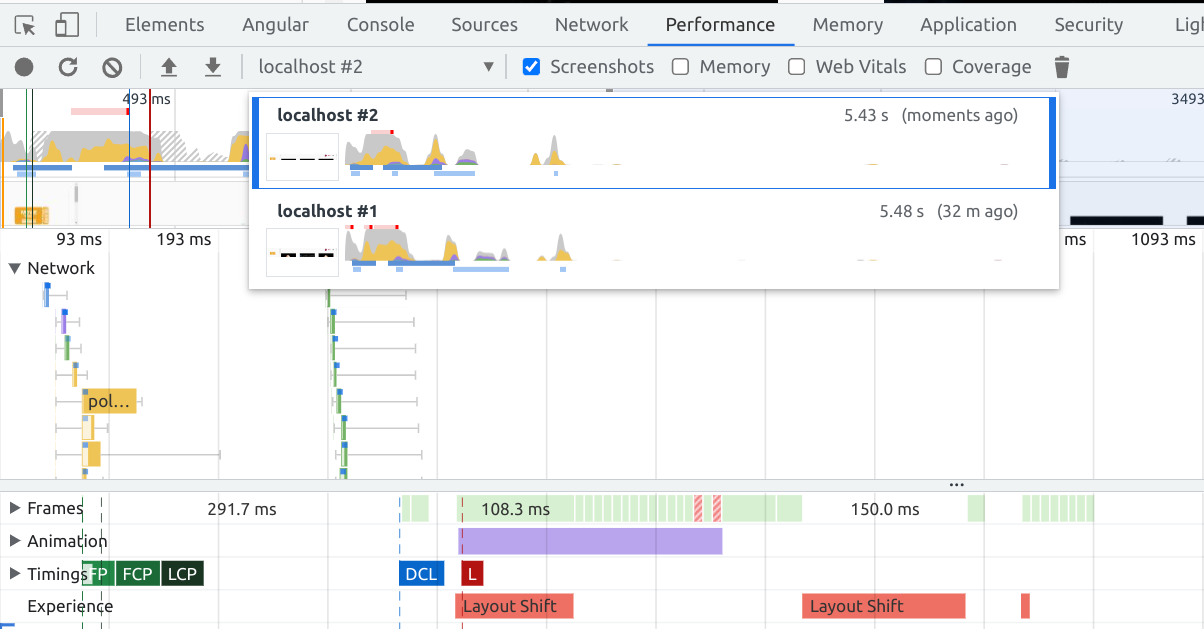 Elements Angular Console Sources Network Performance Memory Application Security Ligl
localhost #2 Screenshots Memory Web Vitals Coverage
493 ms 3493
localhost #2 5.43 s (moments ago)
localhost #1 5.48 s (32 m ago)
93 ms 193 ms ms 1093 ms
Network
pol…
Frames 291.7 ms 108.3 ms 150.0 ms
Animation
Timings FP FCP LCP DCL L
Experience Layout Shift Layout Shift